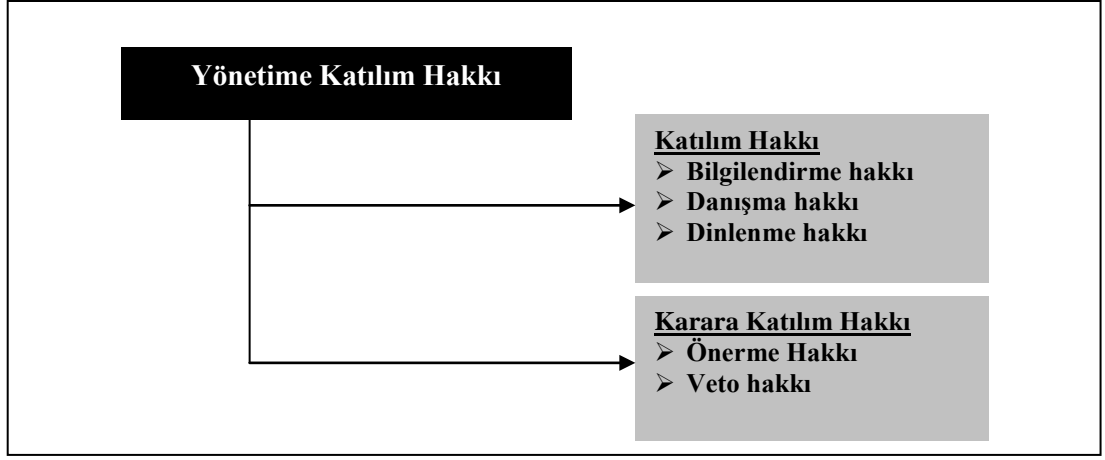 Yönetime Katılım Hakkı
Katılım Hakkı
➢ Bilgilendirme hakkı
➢ Danışma hakkı
➢ Dinlenme hakkı
Karara Katılım Hakkı
➢ Önerme Hakkı
➢ Veto hakkı